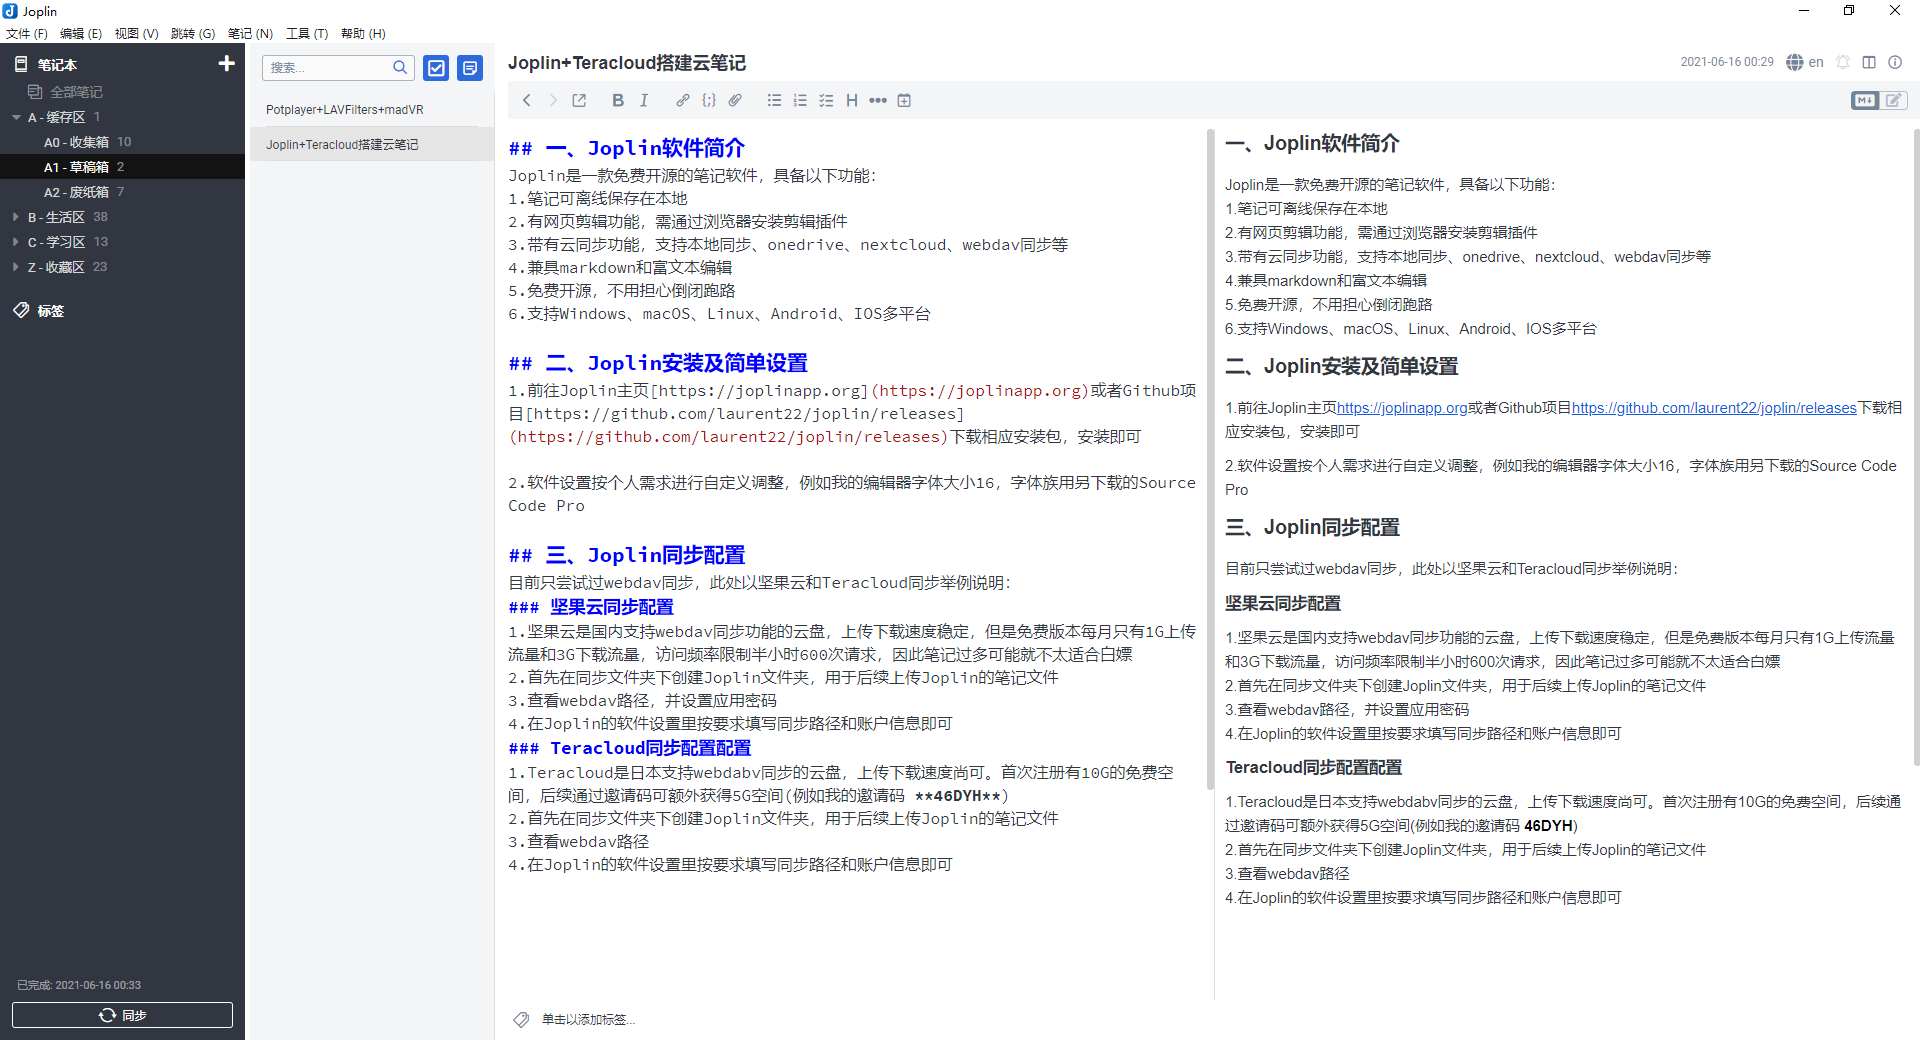 Joplin
文件 (F) 编辑 (E) 视图 (V) 跳转 (G) 笔记 (N) 工具 (T) 帮助 (H)
笔记本
全部笔记
A - 缓存区 1
A0 - 收集箱 10
A1 - 草稿箱 2
A2 - 废纸箱 7
B - 生活区 38
C - 学习区 13
Z - 收藏区 23
标签
已完成: 2021-06-16 00:33
同步
搜索...
Potplayer+LAVFilters+madVR
Joplin+Teracloud搭建云笔记
Joplin+Teracloud搭建云笔记
2021-06-16 00:29 en
B I H
M↓
## 一、Joplin软件简介
Joplin是一款免费开源的笔记软件，具备以下功能：
1.笔记可离线保存在本地
2.有网页剪辑功能，需通过浏览器安装剪辑插件
3.带有云同步功能，支持本地同步、onedrive、nextcloud、webdav同步等
4.兼具markdown和富文本编辑
5.免费开源，不用担心倒闭跑路
6.支持Windows、macOS、Linux、Android、IOS多平台
## 二、Joplin安装及简单设置
1.前往Joplin主页[https://joplinapp.org](https://joplinapp.org)或者Github项
目[https://github.com/laurent22/joplin/releases]
(https://github.com/laurent22/joplin/releases)下载相应安装包，安装即可
2.软件设置按个人需求进行自定义调整，例如我的编辑器字体大小16，字体族用另下载的Source
Code Pro
## 三、Joplin同步配置
目前只尝试过webdav同步，此处以坚果云和Teracloud同步举例说明：
### 坚果云同步配置
1.坚果云是国内支持webdav同步功能的云盘，上传下载速度稳定，但是免费版本每月只有1G上传
流量和3G下载流量，访问频率限制半小时600次请求，因此笔记过多可能就不太适合白嫖
2.首先在同步文件夹下创建Joplin文件夹，用于后续上传Joplin的笔记文件
3.查看webdav路径，并设置应用密码
4.在Joplin的软件设置里按要求填写同步路径和账户信息即可
### Teracloud同步配置配置
1.Teracloud是日本支持webdabv同步的云盘，上传下载速度尚可。首次注册有10G的免费空
间，后续通过邀请码可额外获得5G空间(例如我的邀请码 **46DYH**)
2.首先在同步文件夹下创建Joplin文件夹，用于后续上传Joplin的笔记文件
3.查看webdav路径
4.在Joplin的软件设置里按要求填写同步路径和账户信息即可
单击以添加标签...
一、Joplin软件简介
Joplin是一款免费开源的笔记软件，具备以下功能：
1.笔记可离线保存在本地
2.有网页剪辑功能，需通过浏览器安装剪辑插件
3.带有云同步功能，支持本地同步、onedrive、nextcloud、webdav同步等
4.兼具markdown和富文本编辑
5.免费开源，不用担心倒闭跑路
6.支持Windows、macOS、Linux、Android、IOS多平台
二、Joplin安装及简单设置
1.前往Joplin主页https://joplinapp.org或者Github项目https://github.com/laurent22/joplin/releases下载相
应安装包，安装即可
2.软件设置按个人需求进行自定义调整，例如我的编辑器字体大小16，字体族用另下载的Source Code
Pro
三、Joplin同步配置
目前只尝试过webdav同步，此处以坚果云和Teracloud同步举例说明：
坚果云同步配置
1.坚果云是国内支持webdav同步功能的云盘，上传下载速度稳定，但是免费版本每月只有1G上传流量
和3G下载流量，访问频率限制半小时600次请求，因此笔记过多可能就不太适合白嫖
2.首先在同步文件夹下创建Joplin文件夹，用于后续上传Joplin的笔记文件
3.查看webdav路径，并设置应用密码
4.在Joplin的软件设置里按要求填写同步路径和账户信息即可
Teracloud同步配置配置
1.Teracloud是日本支持webdabv同步的云盘，上传下载速度尚可。首次注册有10G的免费空间，后续通
过邀请码可额外获得5G空间(例如我的邀请码 46DYH)
2.首先在同步文件夹下创建Joplin文件夹，用于后续上传Joplin的笔记文件
3.查看webdav路径
4.在Joplin的软件设置里按要求填写同步路径和账户信息即可